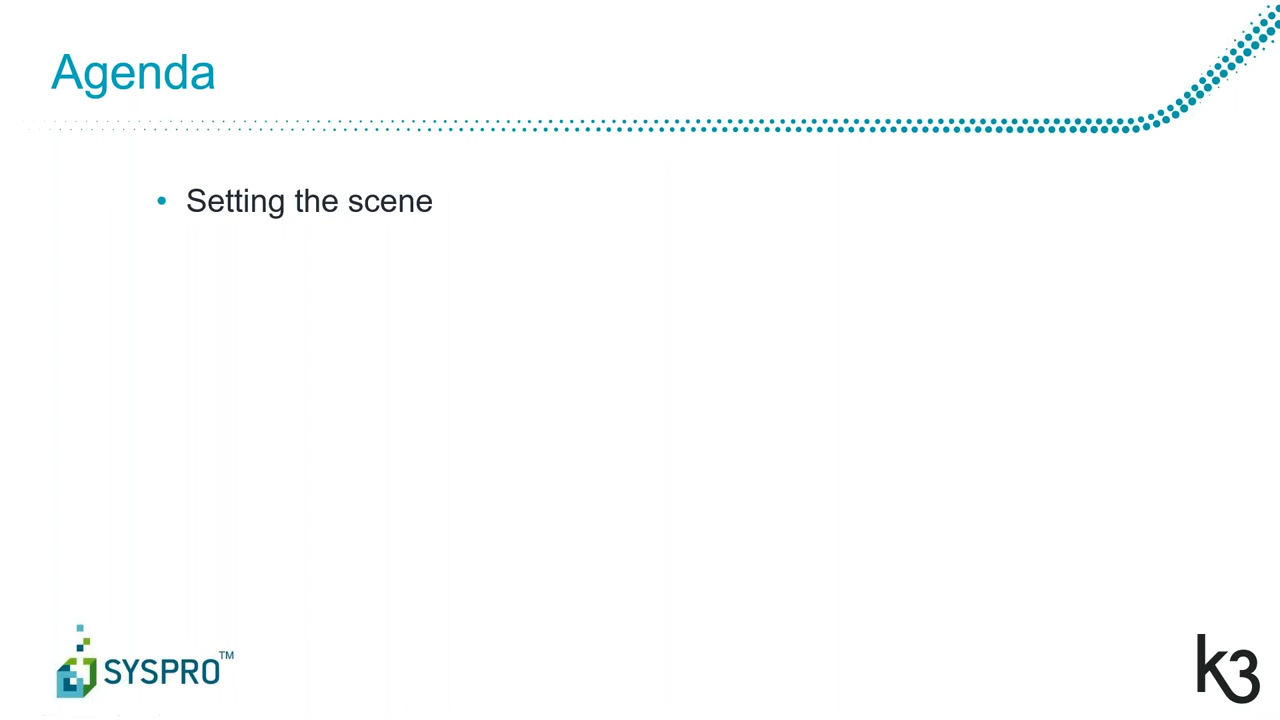 Agenda
• Setting the scene
SYSPRO™
k3